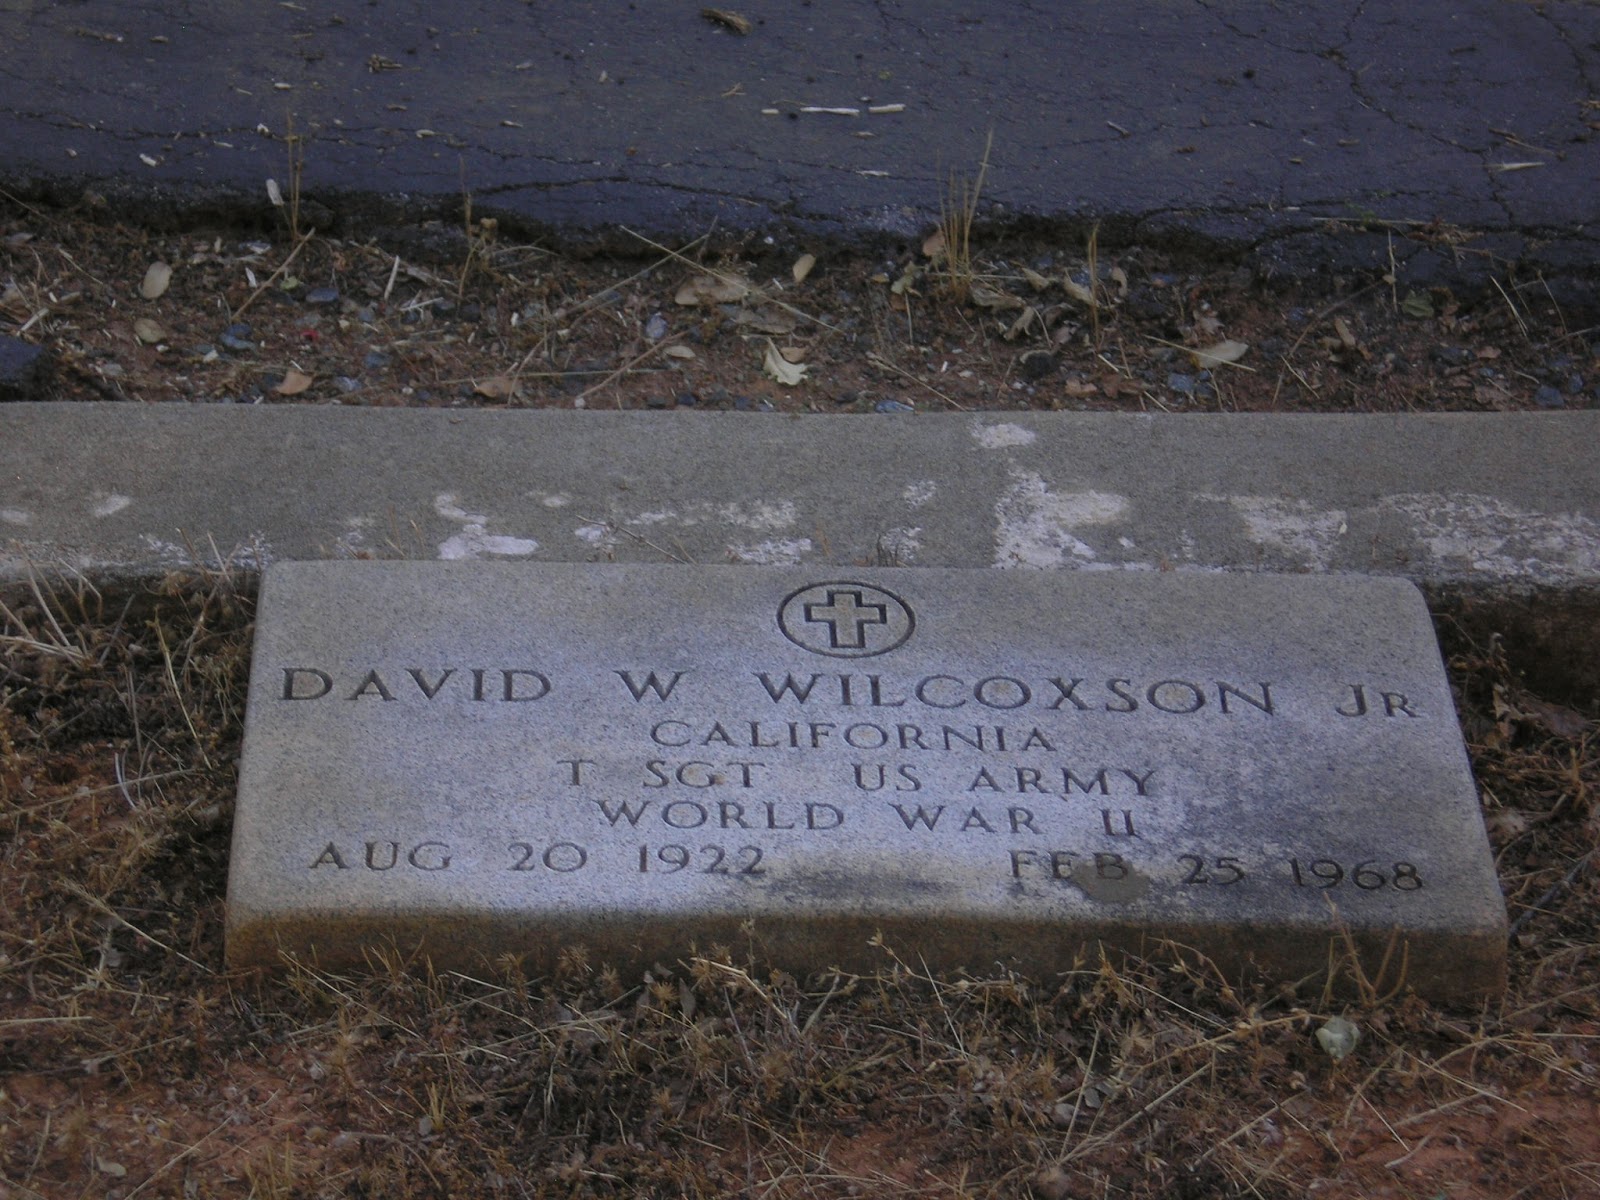 DAVID W WILCOXSON JR
CALIFORNIA
T SGT US ARMY
WORLD WAR II
AUG 20 1922 FEB 25 1968